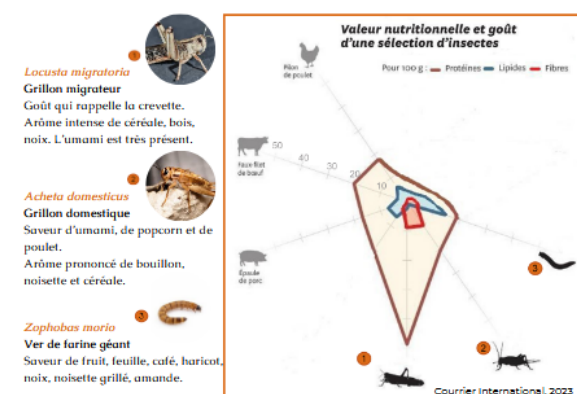 1
Locusta migratoria
Grillon migrateur
Goût qui rappelle la crevette.
Arôme intense de céréale, bois,
noix. L'umami est très présent.
2
Acheta domesticus
Grillon domestique
Saveur d'umami, de popcorn et de
poulet.
Arôme prononcé de bouillon,
noisette et céréale.
3
Zophobas morio
Ver de farine géant
Saveur de fruit, feuille, café, haricot,
noix, noisette grillé, amande.
Valeur nutritionnelle et goût
d'une sélection d'insectes
Pour 100 g : Protéines Lipides Fibres
de poulet
Faux filet
de bœuf
50
40
30
20
10
Épaule
de porc
3
2
1
Courrier International, 2023